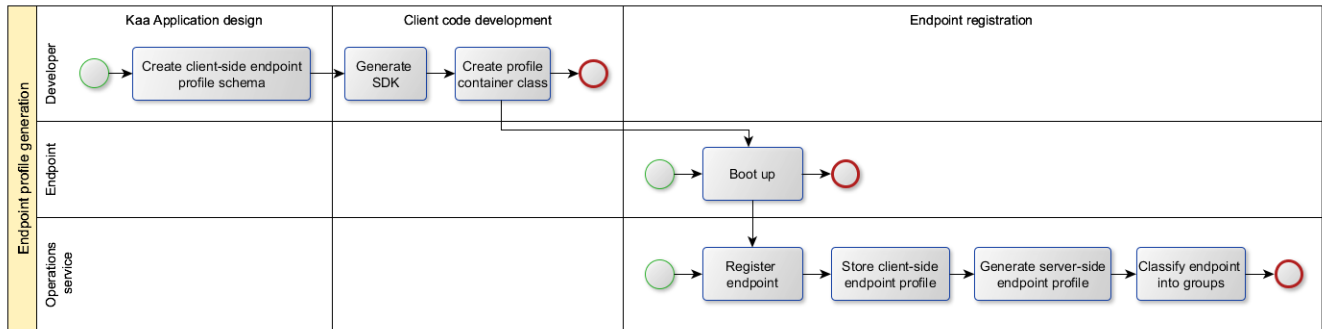 Endpoint profile generation
Kaa Application design
Client code development
Endpoint registration
Developer
Create client-side endpoint
profile schema
Generate
SDK
Create profile
container class
Endpoint
Boot up
Operations
service
Register
endpoint
Store client-side
endpoint profile
Generate server-side
endpoint profile
Classify endpoint
into groups